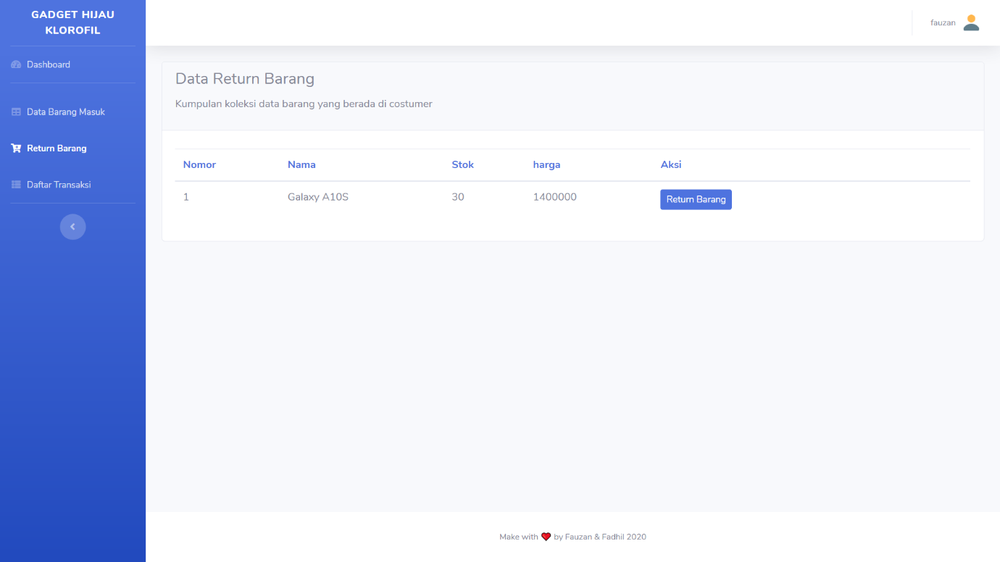 GADGET HIJAU
KLOROFIL
fauzan
Dashboard
Data Barang Masuk
Return Barang
Daftar Transaksi
Data Return Barang
Kumpulan koleksi data barang yang berada di costumer
Nomor Nama Stok harga Aksi
1 Galaxy A10S 30 1400000 Return Barang
Make with ❤ by Fauzan & Fadhil 2020